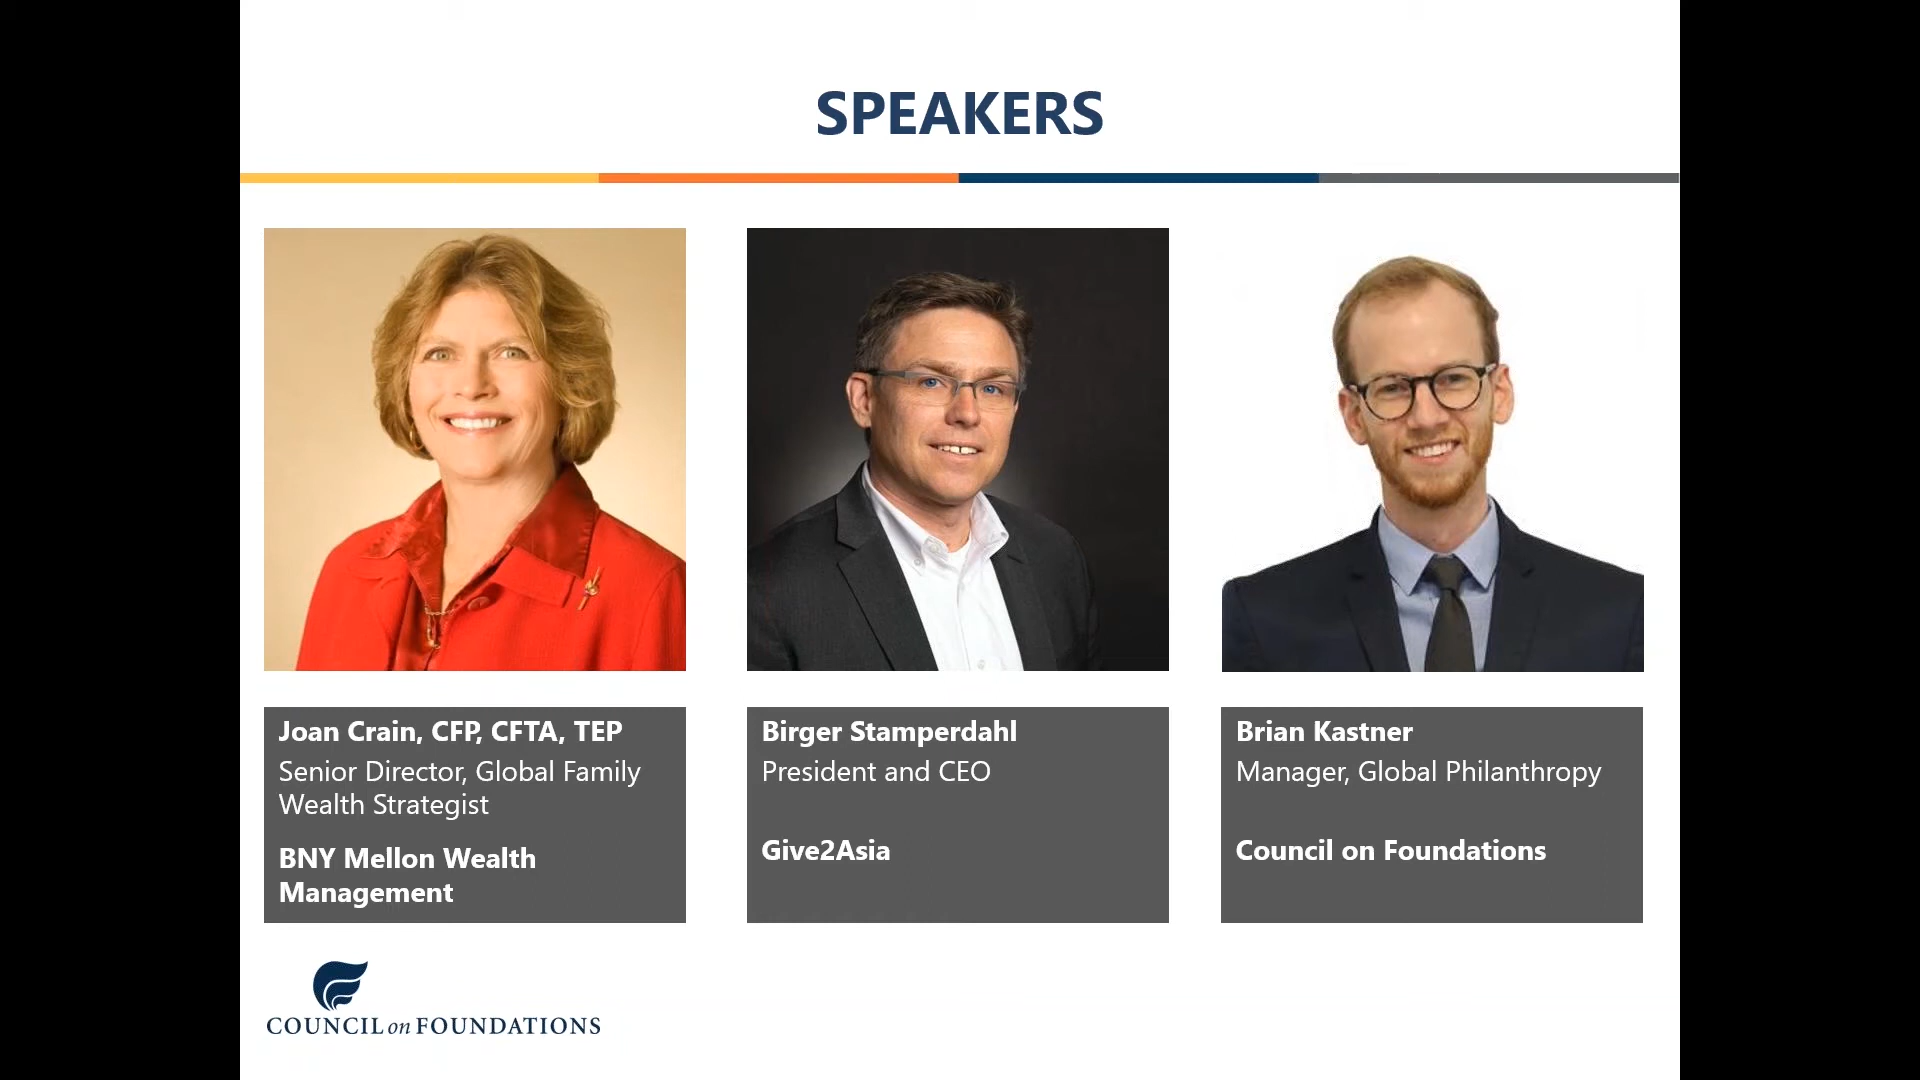 SPEAKERS
Joan Crain, CFP, CFTA, TEP
Senior Director, Global Family
Wealth Strategist
BNY Mellon Wealth
Management
Birger Stamperdahl
President and CEO
Give2Asia
Brian Kastner
Manager, Global Philanthropy
Council on Foundations
COUNCIL on FOUNDATIONS